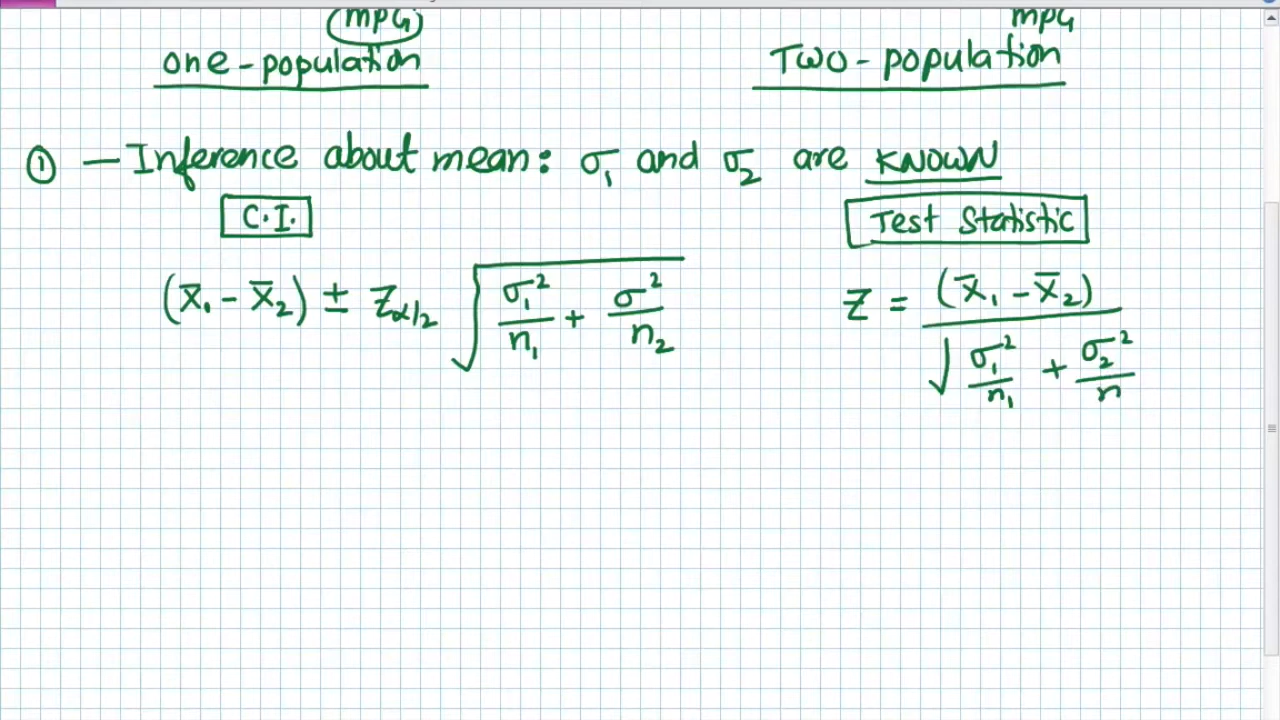 mpg mpg
one-population Two-population
① — Inference about mean: σ₁ and σ₂ are KNOWN
C.I. Test Statistic
(x̄₁ - x̄₂) ± Zα/2 √(σ₁²/n₁ + σ²/n₂) Z = (x̄₁ - x̄₂) / √(σ₁²/n₁ + σ₂²/n)